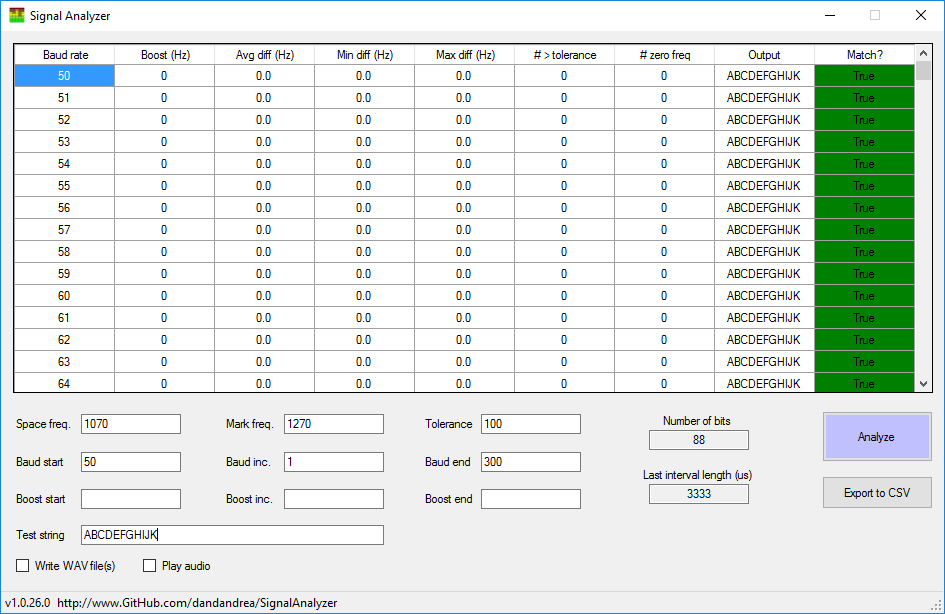 Signal Analyzer
Baud rate Boost (Hz) Avg diff (Hz) Min diff (Hz) Max diff (Hz) # > tolerance # zero freq Output Match?
50 0 0.0 0.0 0.0 0 0 ABCDEFGHIJK True
51 0 0.0 0.0 0.0 0 0 ABCDEFGHIJK True
52 0 0.0 0.0 0.0 0 0 ABCDEFGHIJK True
53 0 0.0 0.0 0.0 0 0 ABCDEFGHIJK True
54 0 0.0 0.0 0.0 0 0 ABCDEFGHIJK True
55 0 0.0 0.0 0.0 0 0 ABCDEFGHIJK True
56 0 0.0 0.0 0.0 0 0 ABCDEFGHIJK True
57 0 0.0 0.0 0.0 0 0 ABCDEFGHIJK True
58 0 0.0 0.0 0.0 0 0 ABCDEFGHIJK True
59 0 0.0 0.0 0.0 0 0 ABCDEFGHIJK True
60 0 0.0 0.0 0.0 0 0 ABCDEFGHIJK True
61 0 0.0 0.0 0.0 0 0 ABCDEFGHIJK True
62 0 0.0 0.0 0.0 0 0 ABCDEFGHIJK True
63 0 0.0 0.0 0.0 0 0 ABCDEFGHIJK True
64 0 0.0 0.0 0.0 0 0 ABCDEFGHIJK True
Space freq. 1070 Mark freq. 1270 Tolerance 100
Number of bits
88
Analyze
Baud start 50 Baud inc. 1 Baud end 300
Last interval length (us)
3333
Export to CSV
Boost start Boost inc. Boost end
Test string ABCDEFGHIJK
Write WAV file(s) Play audio
v1.0.26.0 http://www.GitHub.com/dandandrea/SignalAnalyzer